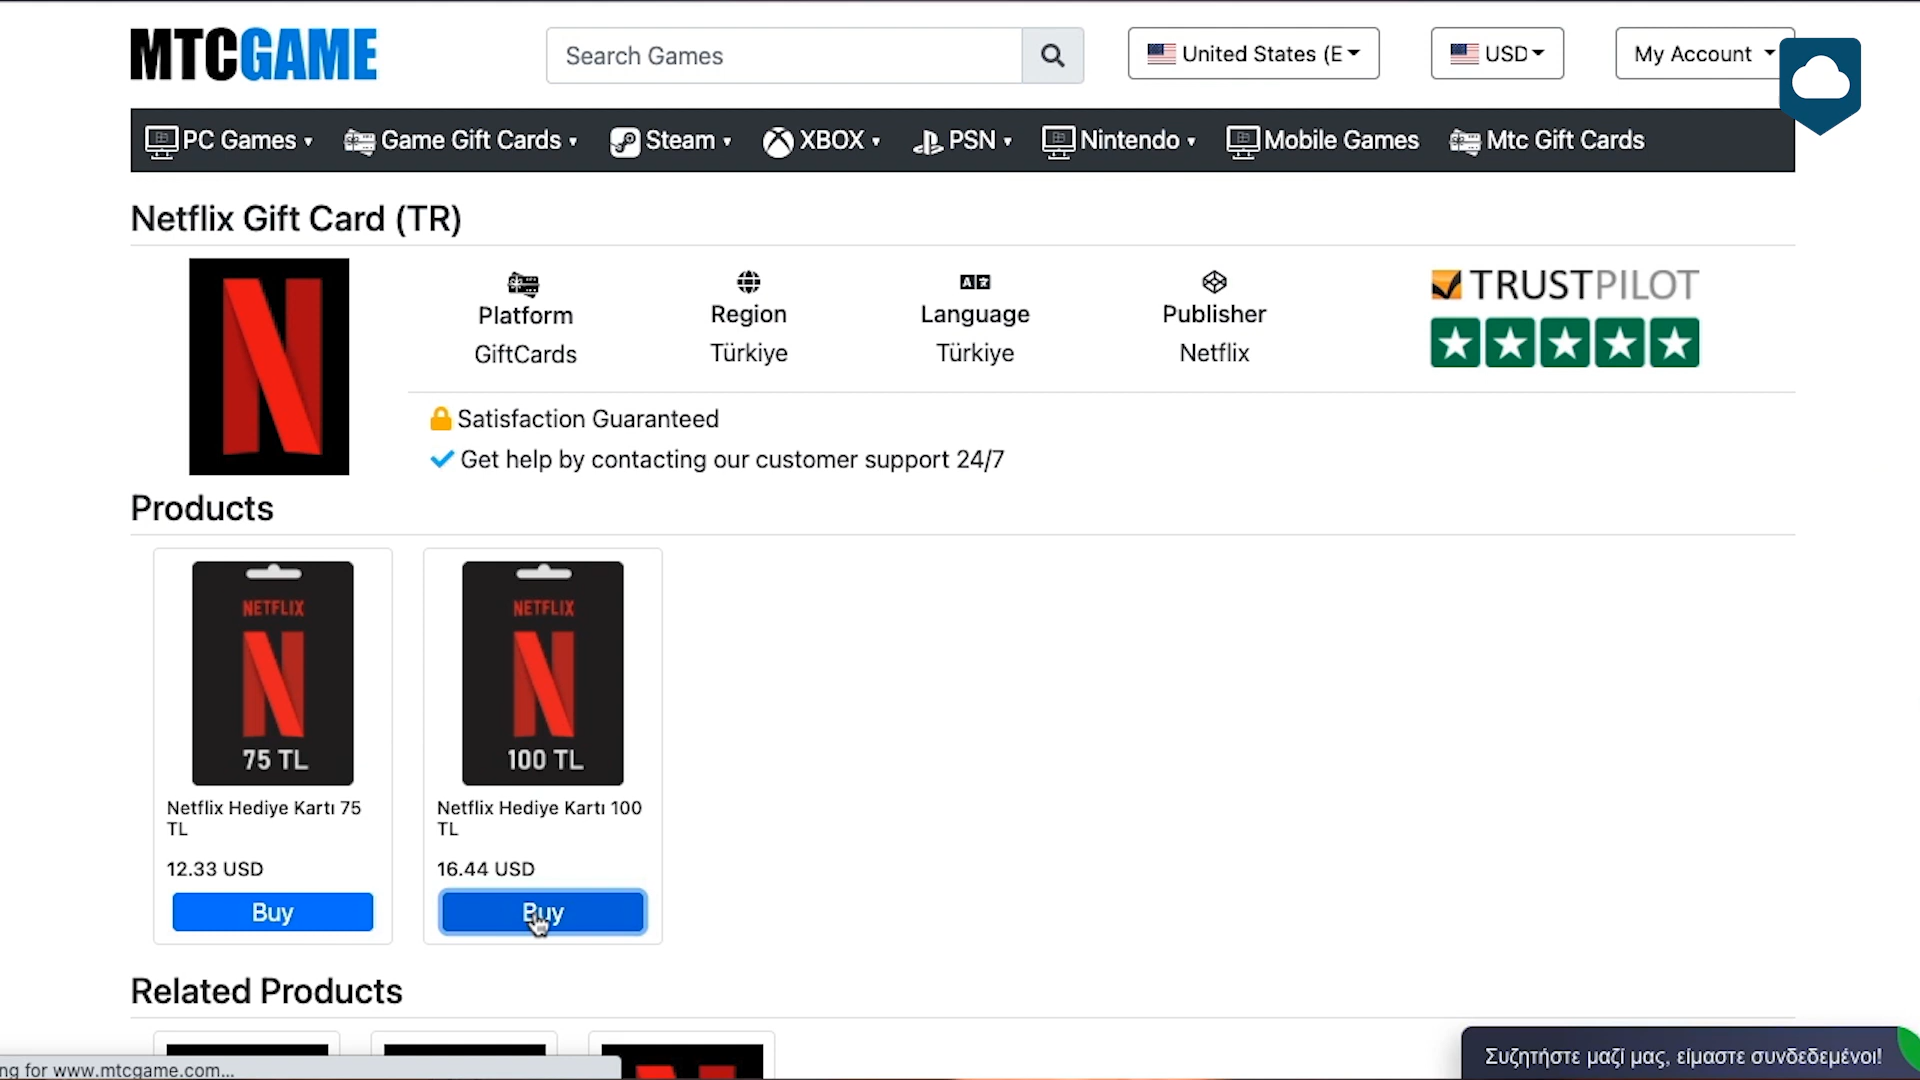 MTCGAME
Search Games
United States (E
USD
My Account
PC Games
Game Gift Cards
Steam
XBOX
PSN
Nintendo
Mobile Games
Mtc Gift Cards
Netflix Gift Card (TR)
Platform
GiftCards
Region
Türkiye
Language
Türkiye
Publisher
Netflix
TRUSTPILOT
Satisfaction Guaranteed
Get help by contacting our customer support 24/7
Products
NETFLIX
75 TL
Netflix Hediye Kartı 75
TL
12.33 USD
Buy
NETFLIX
100 TL
Netflix Hediye Kartı 100
TL
16.44 USD
Buy
Related Products
ng for www.mtcgame.com...
Συζητήστε μαζί μας, είμαστε συνδεδεμένοι!